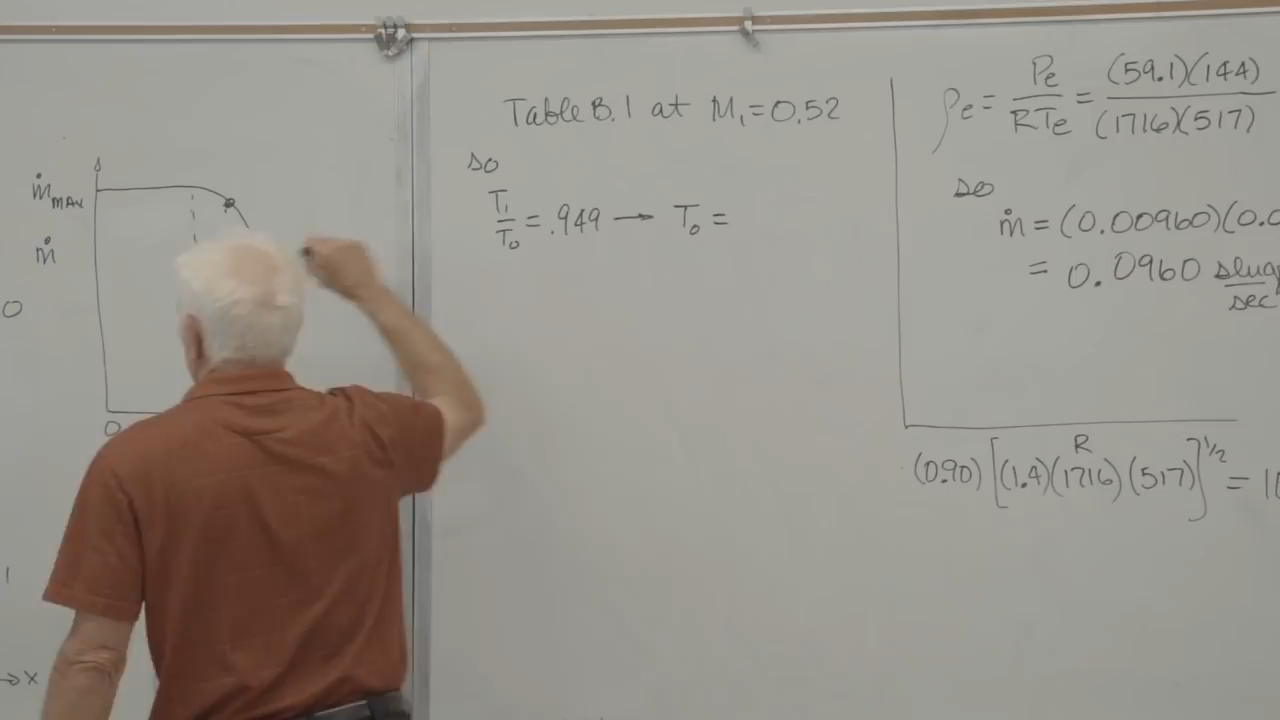 ṁMAX
ṁ
0
0
1
→ x
Table B.1 at M₁ = 0.52
so
T₁/T₀ = .949 → T₀ =
ρe = Pe/RTe = (59.1)(144)/(1716)(517)
so
ṁ = (0.00960)(0.0
= 0.0960 slug/sec
R
(0.90)[(1.4)(1716)(517)]^1/2 = 10